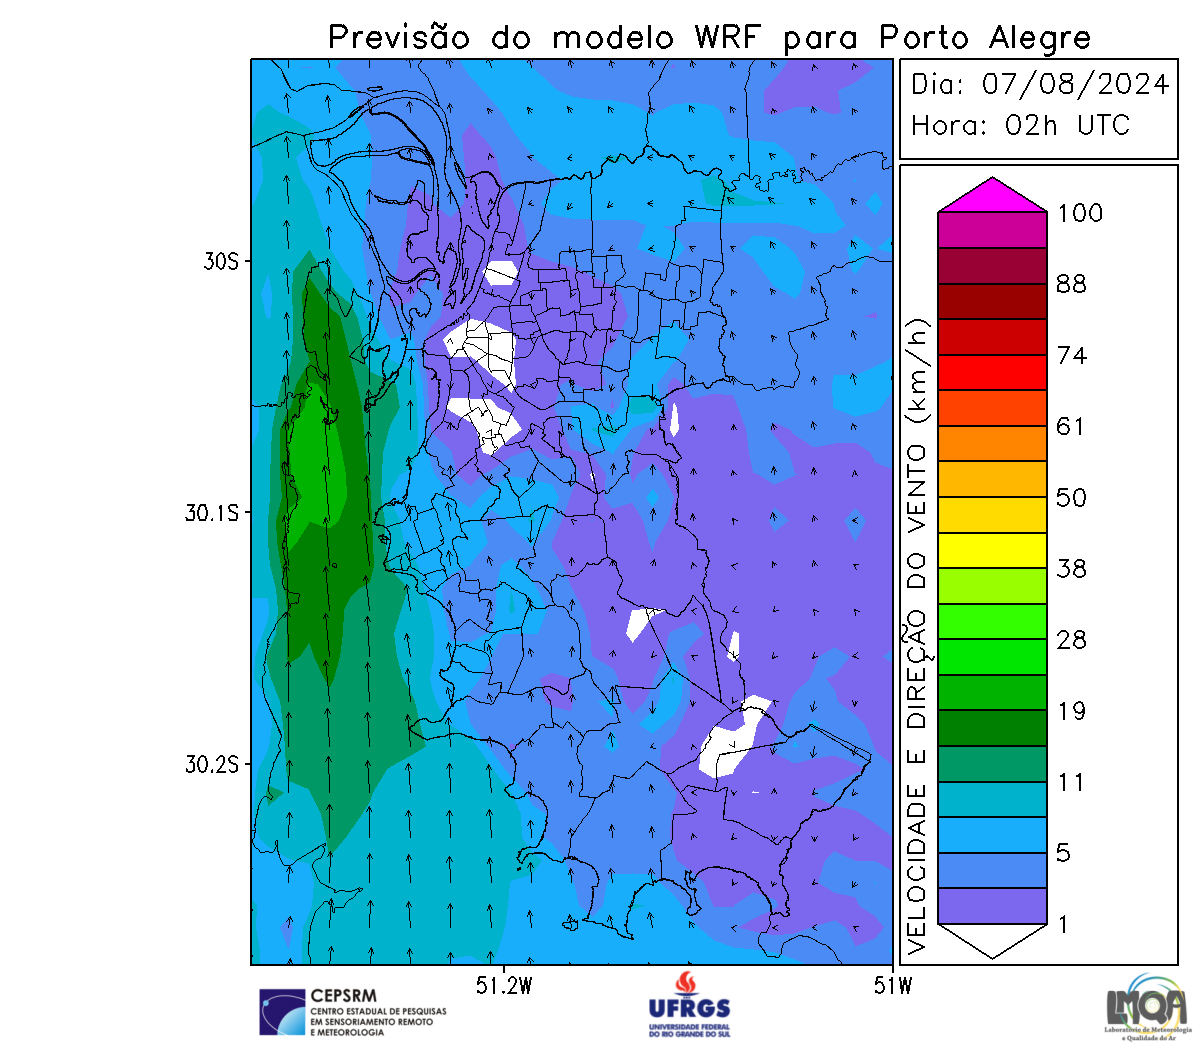 Previsão do modelo WRF para Porto Alegre
Dia: 07/08/2024
Hora: 02h UTC
30S
30.1S
30.2S
51.2W
51W
VELOCIDADE E DIREÇÃO DO VENTO (km/h)
100
88
74
61
50
38
28
19
11
5
1
CEPSRM
CENTRO ESTADUAL DE PESQUISAS
EM SENSORIAMENTO REMOTO
E METEOROLOGIA
UFRGS
UNIVERSIDADE FEDERAL
DO RIO GRANDE DO SUL
LMQA
Laboratório de Meteorologia
e Qualidade do Ar